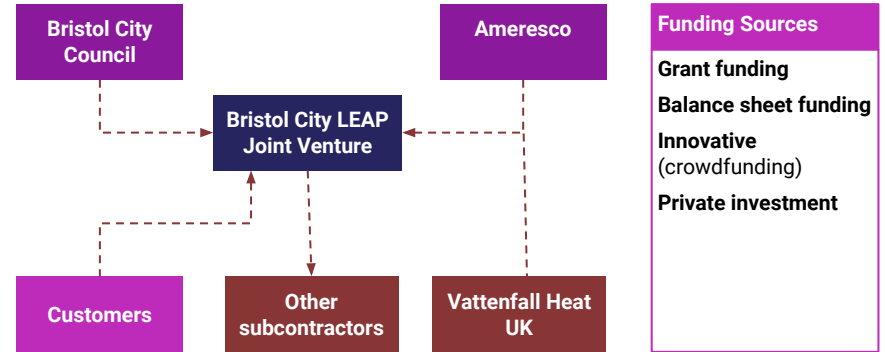 Bristol City
Council
Ameresco
Bristol City LEAP
Joint Venture
Customers
Other
subcontractors
Vattenfall Heat
UK
Funding Sources
Grant funding
Balance sheet funding
Innovative
(crowdfunding)
Private investment